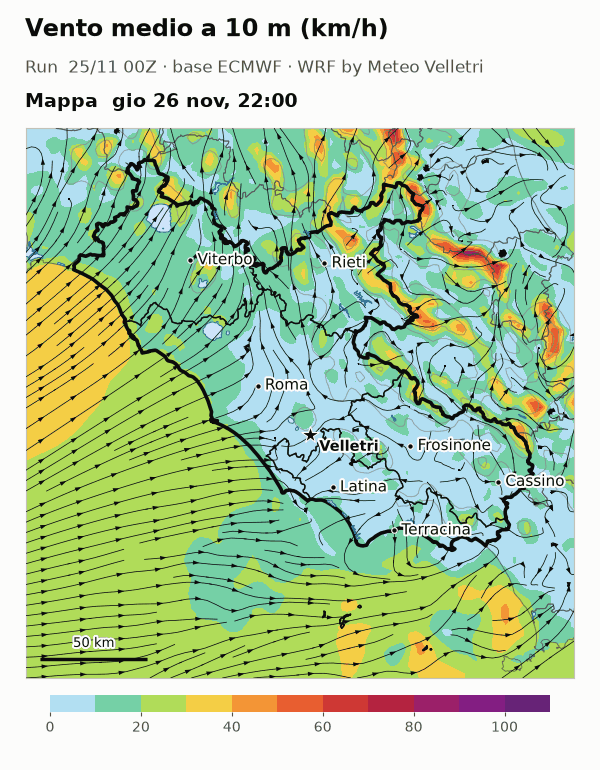 Vento medio a 10 m (km/h)
Run  25/11 00Z · base ECMWF · WRF by Meteo Velletri
Mappa  gio 26 nov, 22:00
Viterbo
Rieti
Roma
Velletri
Frosinone
Cassino
Latina
Terracina
50 km
0 20 40 60 80 100